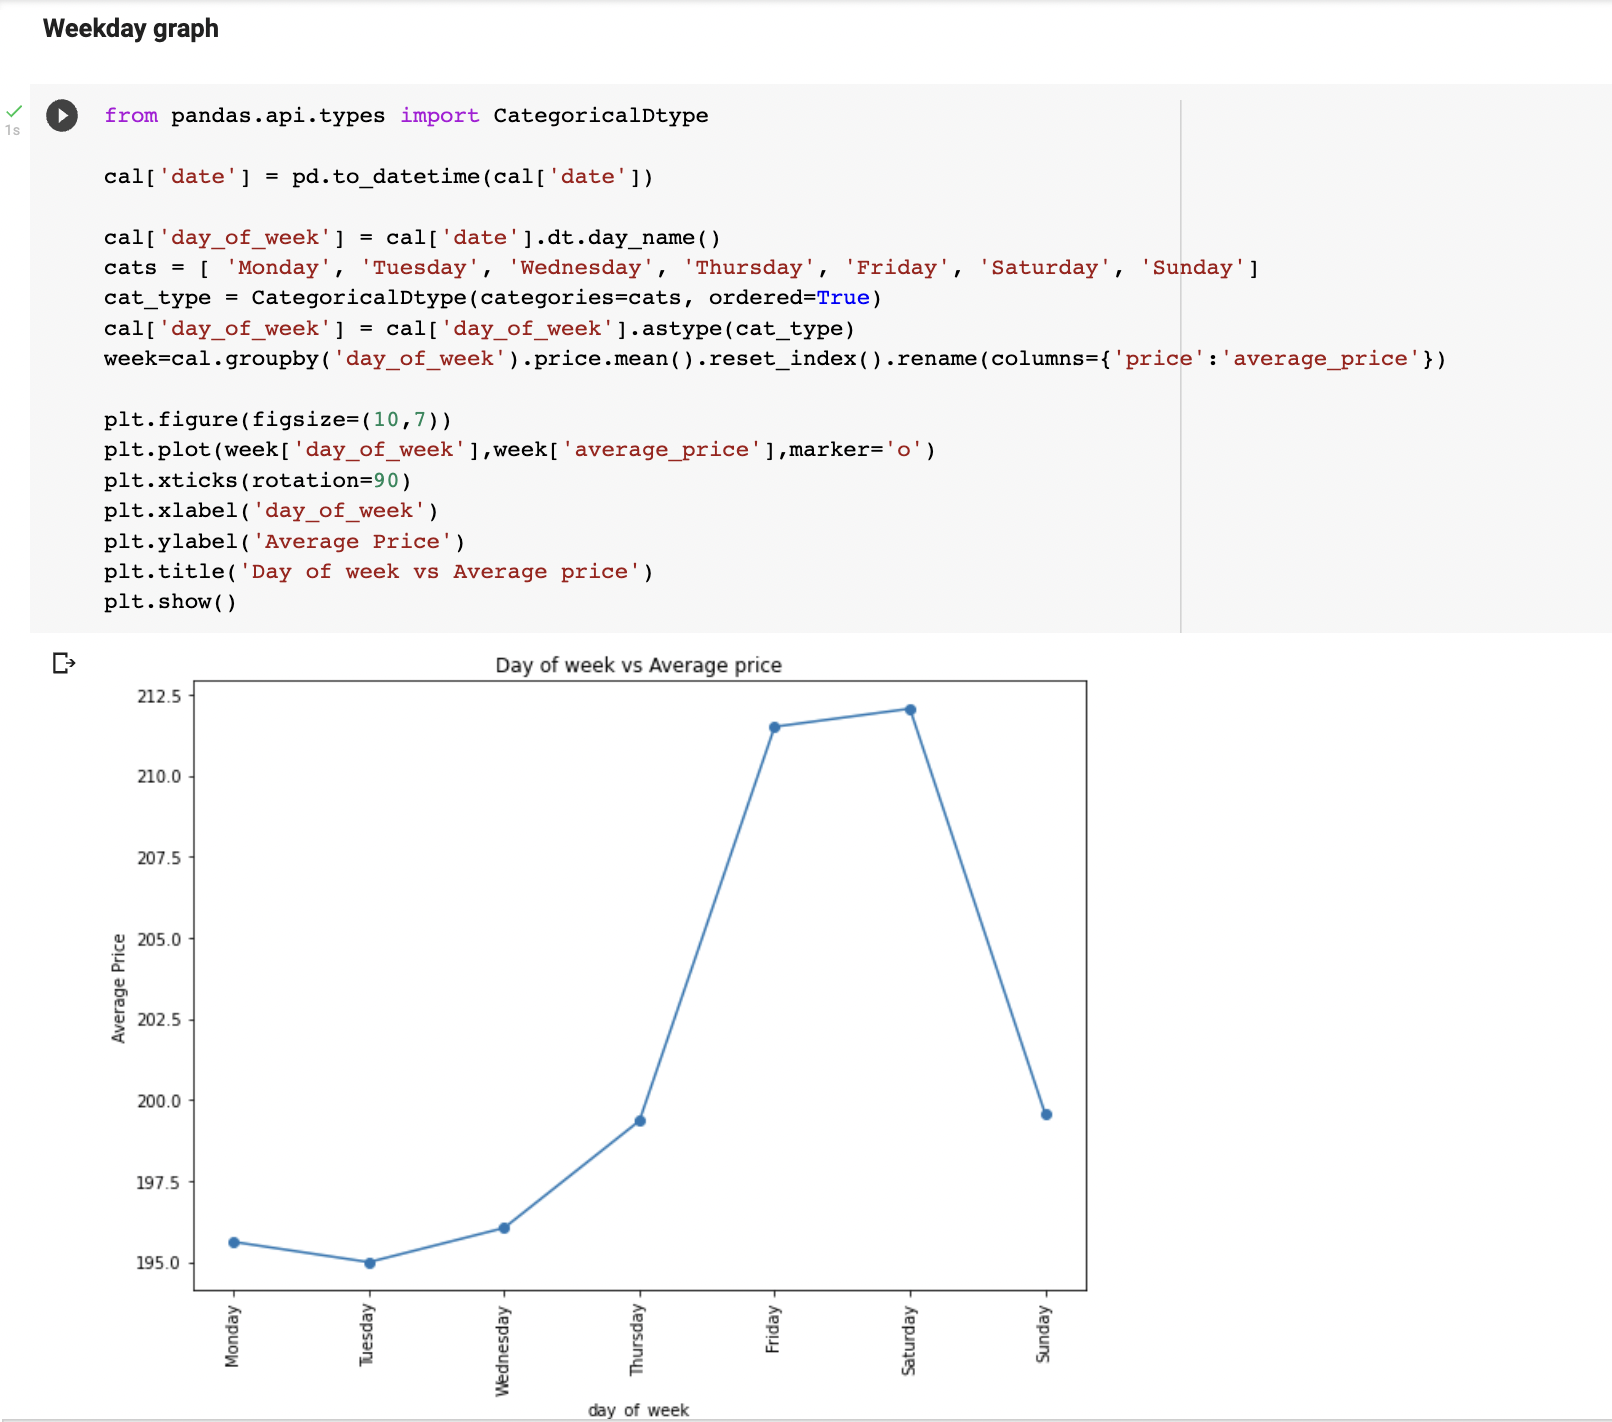 Weekday graph
1s
from pandas.api.types import CategoricalDtype
cal['date'] = pd.to_datetime(cal['date'])
cal['day_of_week'] = cal['date'].dt.day_name()
cats = [ 'Monday', 'Tuesday', 'Wednesday', 'Thursday', 'Friday', 'Saturday', 'Sunday']
cat_type = CategoricalDtype(categories=cats, ordered=True)
cal['day_of_week'] = cal['day_of_week'].astype(cat_type)
week=cal.groupby('day_of_week').price.mean().reset_index().rename(columns={'price':'average_price'})
plt.figure(figsize=(10,7))
plt.plot(week['day_of_week'],week['average_price'],marker='o')
plt.xticks(rotation=90)
plt.xlabel('day_of_week')
plt.ylabel('Average Price')
plt.title('Day of week vs Average price')
plt.show()
Day of week vs Average price
212.5
210.0
207.5
205.0
202.5
200.0
197.5
195.0
Average Price
Monday
Tuesday
Wednesday
Thursday
Friday
Saturday
Sunday
day_of_week